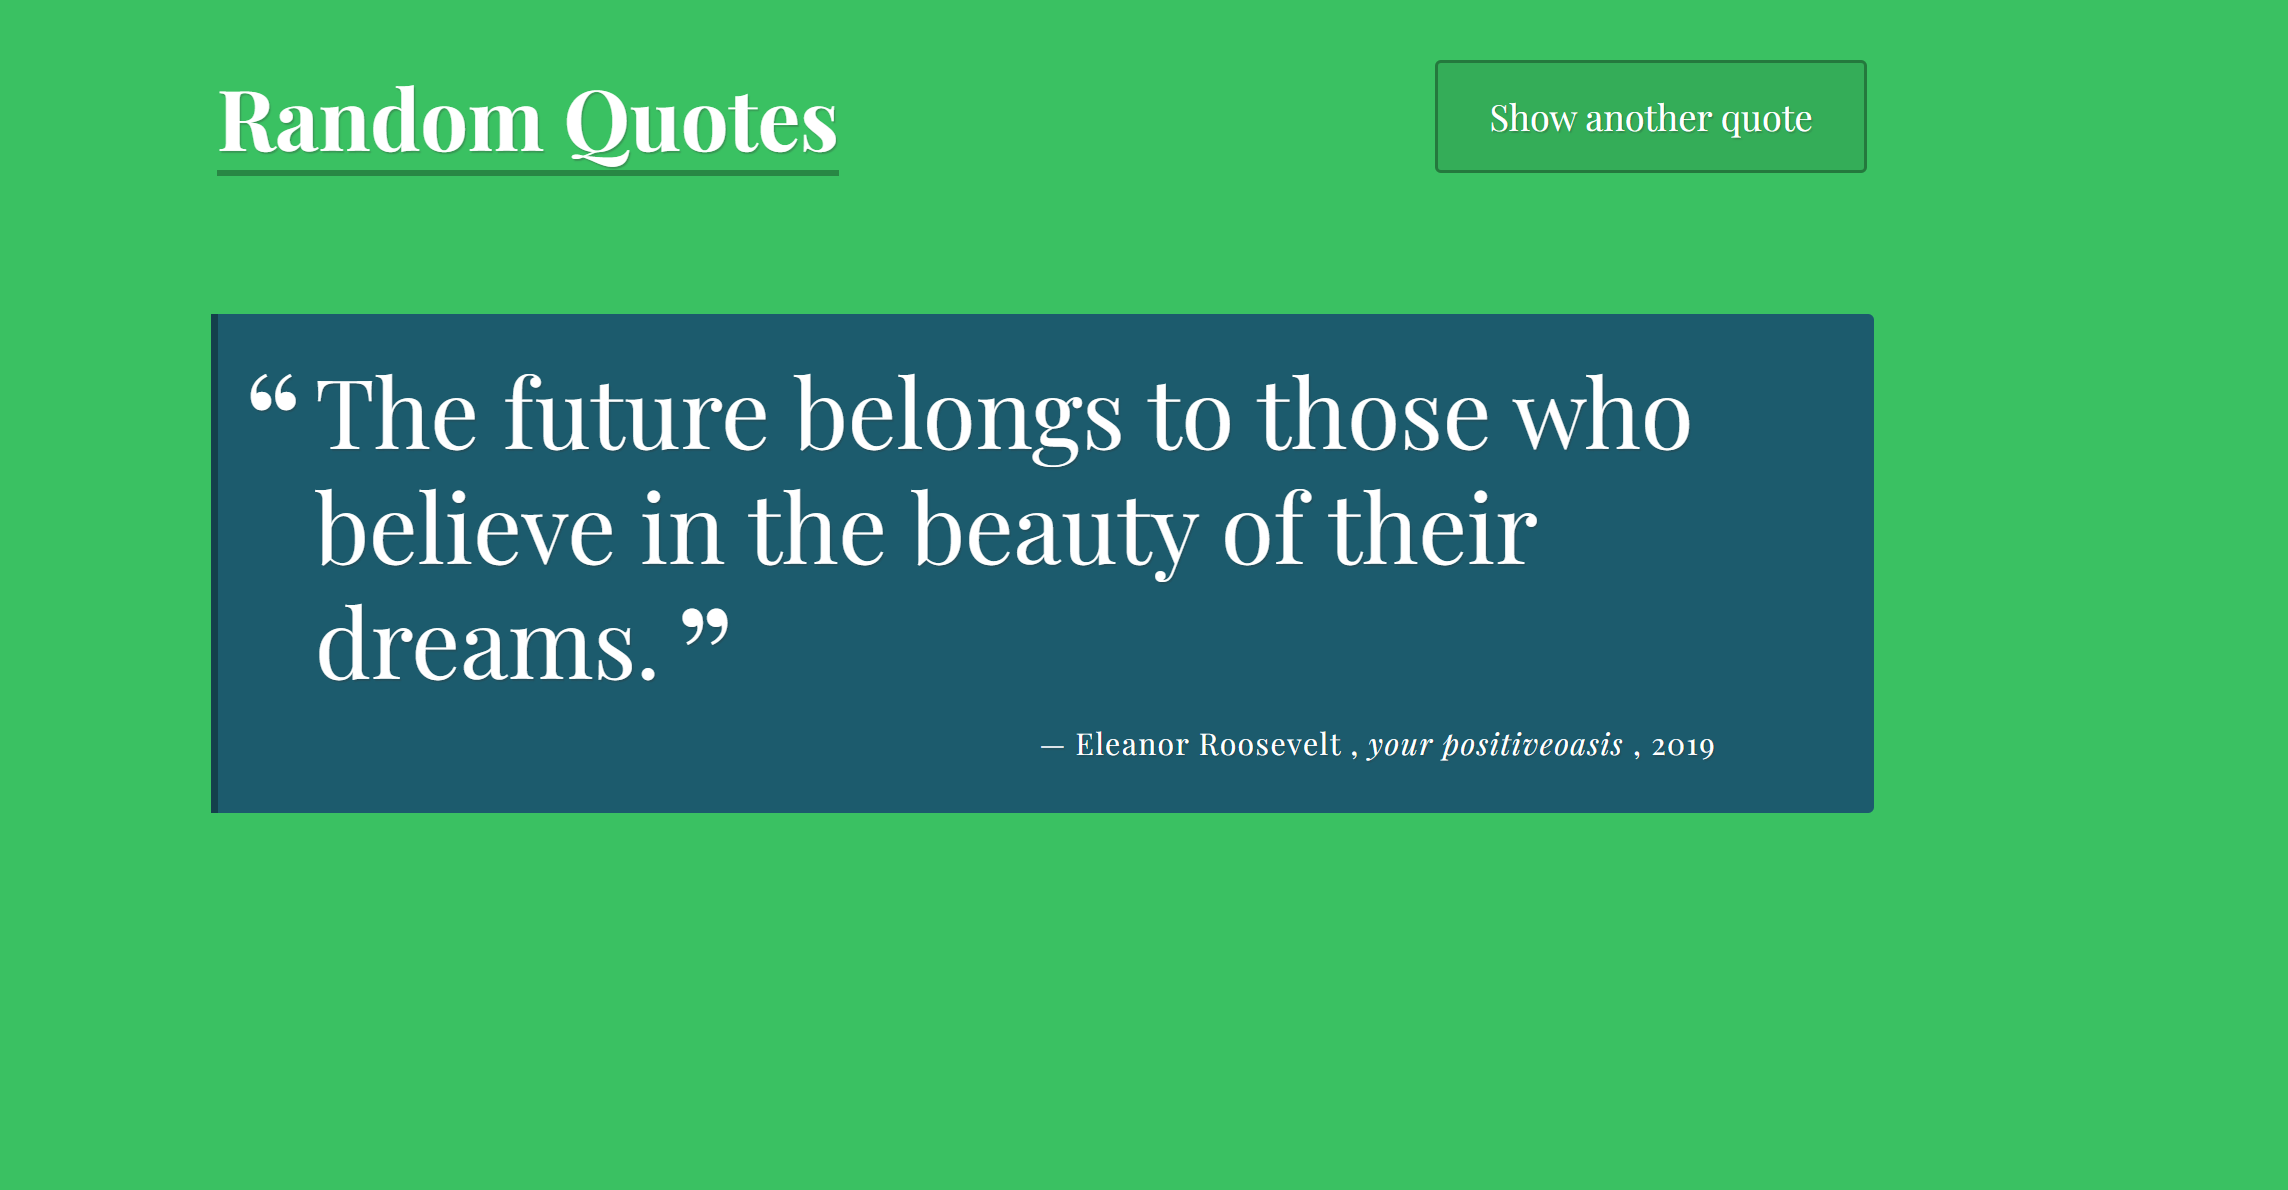 Random Quotes
Show another quote
“ The future belongs to those who
believe in the beauty of their
dreams. ”
— Eleanor Roosevelt , your positiveoasis , 2019